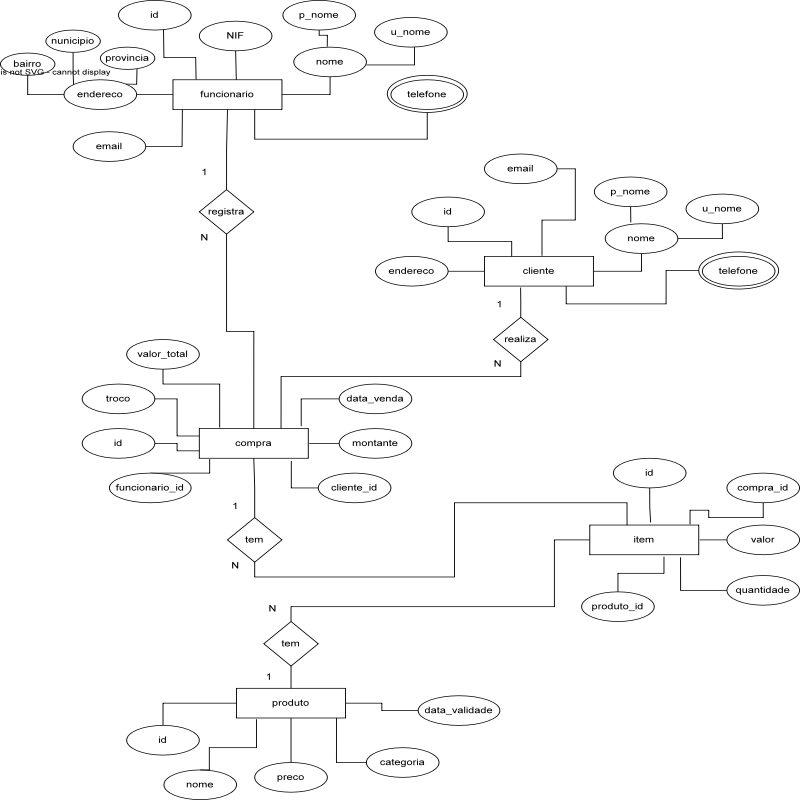 id
p_nome
NIF
u_nome
nunicipio
bairro
provincia
nome
is not SVG - cannot display
endereco
funcionario
telefone
email
1
registra
N
email
p_nome
id
u_nome
nome
endereco
cliente
telefone
1
realiza
N
valor_total
troco
data_venda
id
compra
montante
funcionario_id
cliente_id
1
tem
N
id
compra_id
item
valor
quantidade
produto_id
N
tem
1
produto
data_validade
id
nome
preco
categoria